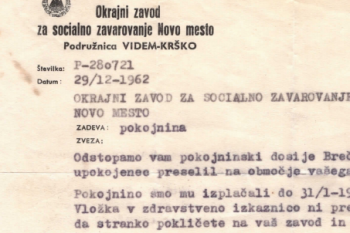 Okrajni zavod
za socialno zavarovanje Novo mesto
Podružnica VIDEM-KRŠKO
Številka: P-280721
Datum: 29/12-1962
OKRAJNI ZAVOD ZA SOCIALNO ZAVAROVANJE
NOVO MESTO
ZADEVA: pokojnina
ZVEZA:
Odstopamo vam pokojninski dosije
upokojenec preselil na območje vašega
Pokojnino smo mu izplačali do 31/1-19
Vložka v zdravstveno izkaznico ni
da stranko pokličete na vaš zavod in